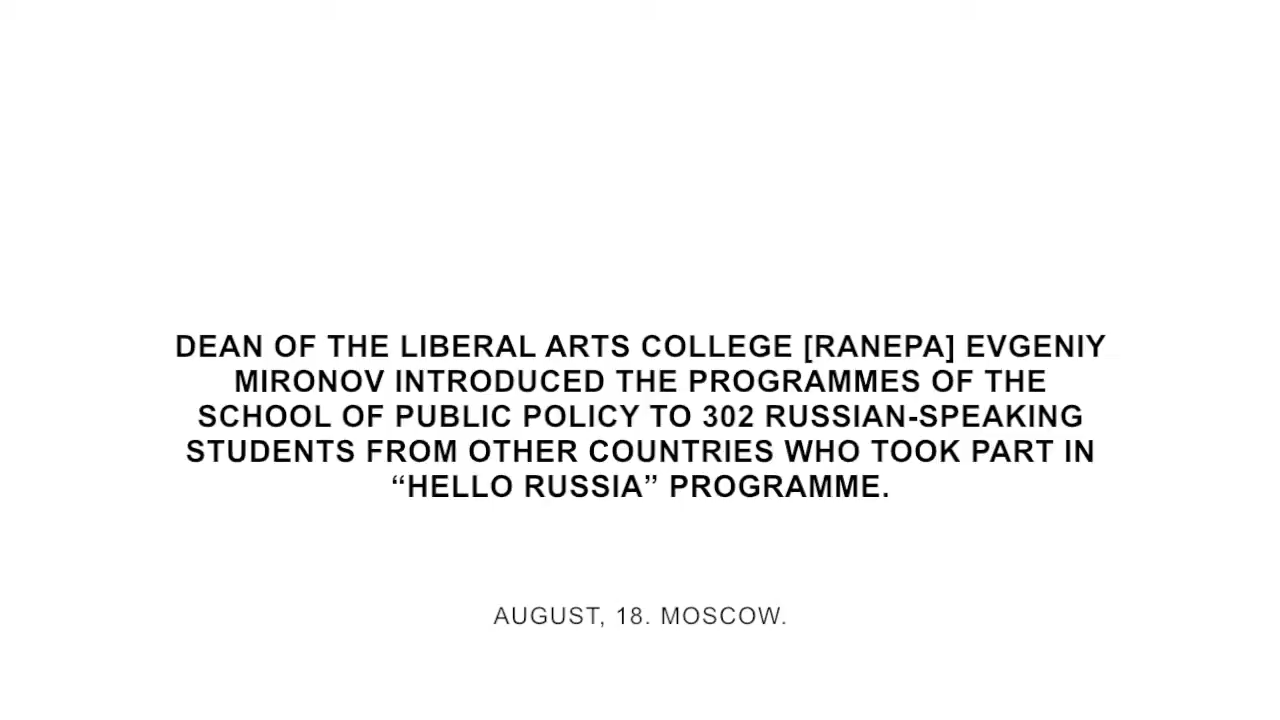 DEAN OF THE LIBERAL ARTS COLLEGE [RANEPA] EVGENIY
MIRONOV INTRODUCED THE PROGRAMMES OF THE
SCHOOL OF PUBLIC POLICY TO 302 RUSSIAN-SPEAKING
STUDENTS FROM OTHER COUNTRIES WHO TOOK PART IN
“HELLO RUSSIA” PROGRAMME.
AUGUST, 18. MOSCOW.